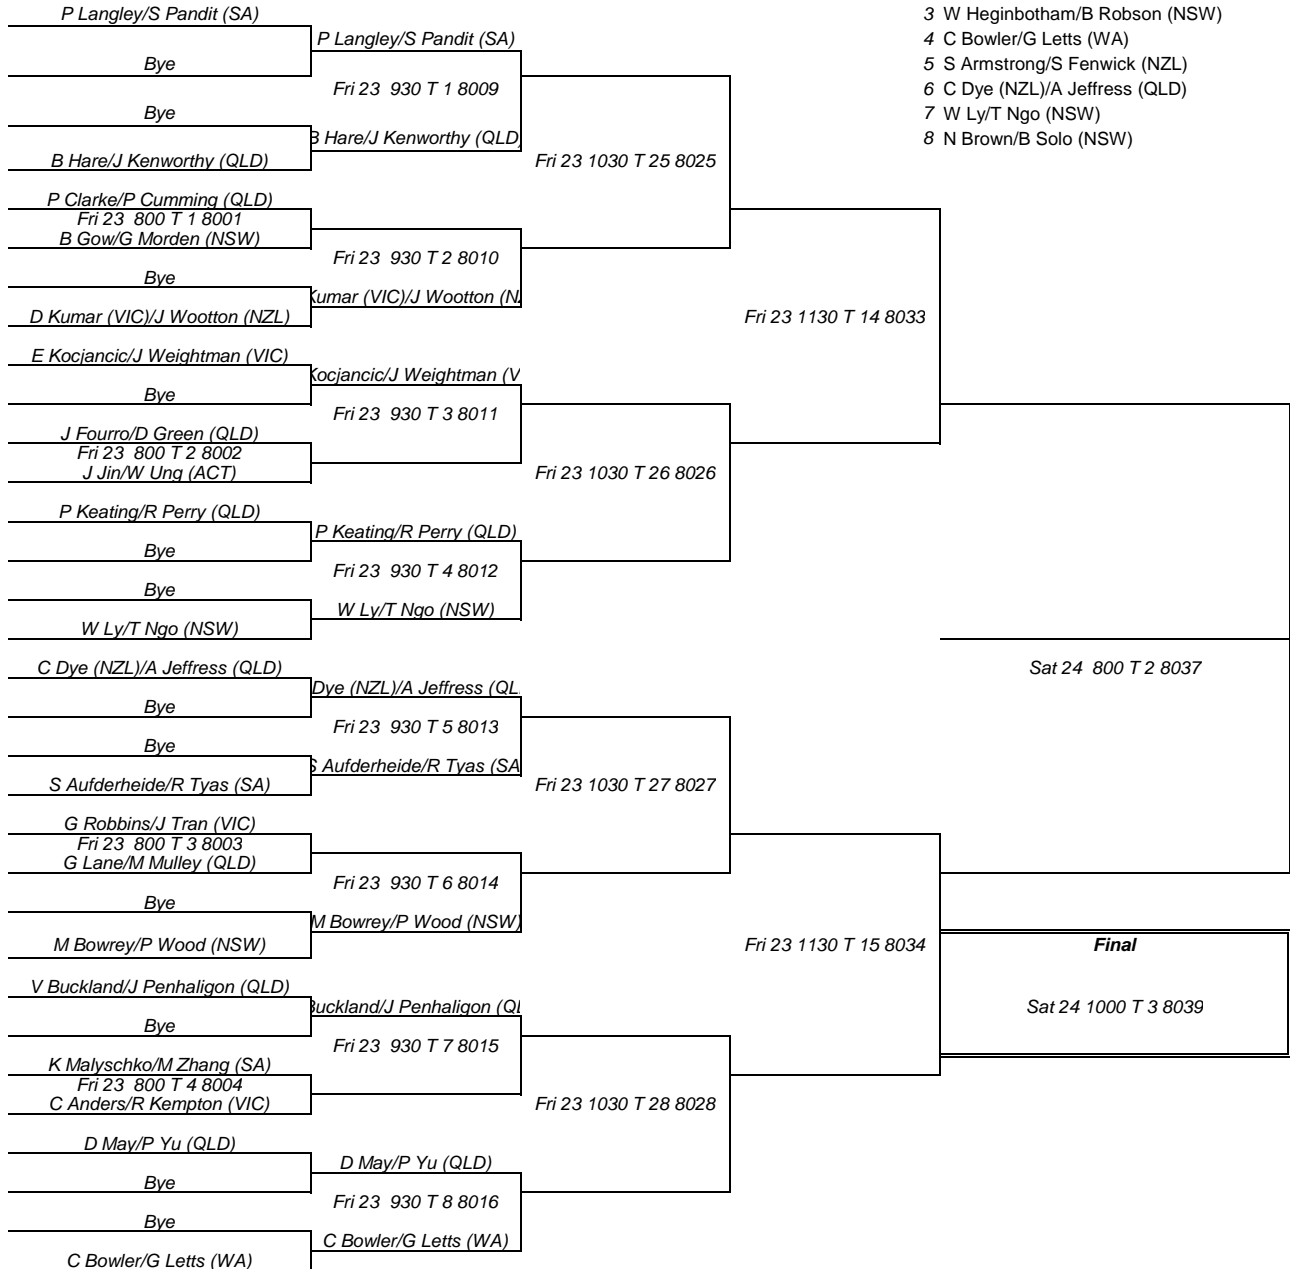 P Langley/S Pandit (SA)
Bye
Bye
B Hare/J Kenworthy (QLD)
P Clarke/P Cumming (QLD)
Fri 23 800 T 1 8001
B Gow/G Morden (NSW)
Bye
D Kumar (VIC)/J Wootton (NZL)
E Kocjancic/J Weightman (VIC)
Bye
J Fourro/D Green (QLD)
Fri 23 800 T 2 8002
J Jin/W Ung (ACT)
P Keating/R Perry (QLD)
Bye
Bye
W Ly/T Ngo (NSW)
C Dye (NZL)/A Jeffress (QLD)
Bye
Bye
S Aufderheide/R Tyas (SA)
G Robbins/J Tran (VIC)
Fri 23 800 T 3 8003
G Lane/M Mulley (QLD)
Bye
M Bowrey/P Wood (NSW)
V Buckland/J Penhaligon (QLD)
Bye
K Malyschko/M Zhang (SA)
Fri 23 800 T 4 8004
C Anders/R Kempton (VIC)
D May/P Yu (QLD)
Bye
Bye
C Bowler/G Letts (WA)
P Langley/S Pandit (SA)
Fri 23 930 T 1 8009
B Hare/J Kenworthy (QLD)
Fri 23 930 T 2 8010
Kumar (VIC)/J Wootton (NZ
Kocjancic/J Weightman (V
Fri 23 930 T 3 8011
P Keating/R Perry (QLD)
Fri 23 930 T 4 8012
W Ly/T Ngo (NSW)
Dye (NZL)/A Jeffress (QL
Fri 23 930 T 5 8013
S Aufderheide/R Tyas (SA
Fri 23 930 T 6 8014
M Bowrey/P Wood (NSW)
Buckland/J Penhaligon (QL
Fri 23 930 T 7 8015
D May/P Yu (QLD)
Fri 23 930 T 8 8016
C Bowler/G Letts (WA)
Fri 23 1030 T 25 8025
Fri 23 1030 T 26 8026
Fri 23 1030 T 27 8027
Fri 23 1030 T 28 8028
Fri 23 1130 T 14 8033
Fri 23 1130 T 15 8034
3 W Heginbotham/B Robson (NSW)
4 C Bowler/G Letts (WA)
5 S Armstrong/S Fenwick (NZL)
6 C Dye (NZL)/A Jeffress (QLD)
7 W Ly/T Ngo (NSW)
8 N Brown/B Solo (NSW)
Sat 24 800 T 2 8037
Final
Sat 24 1000 T 3 8039